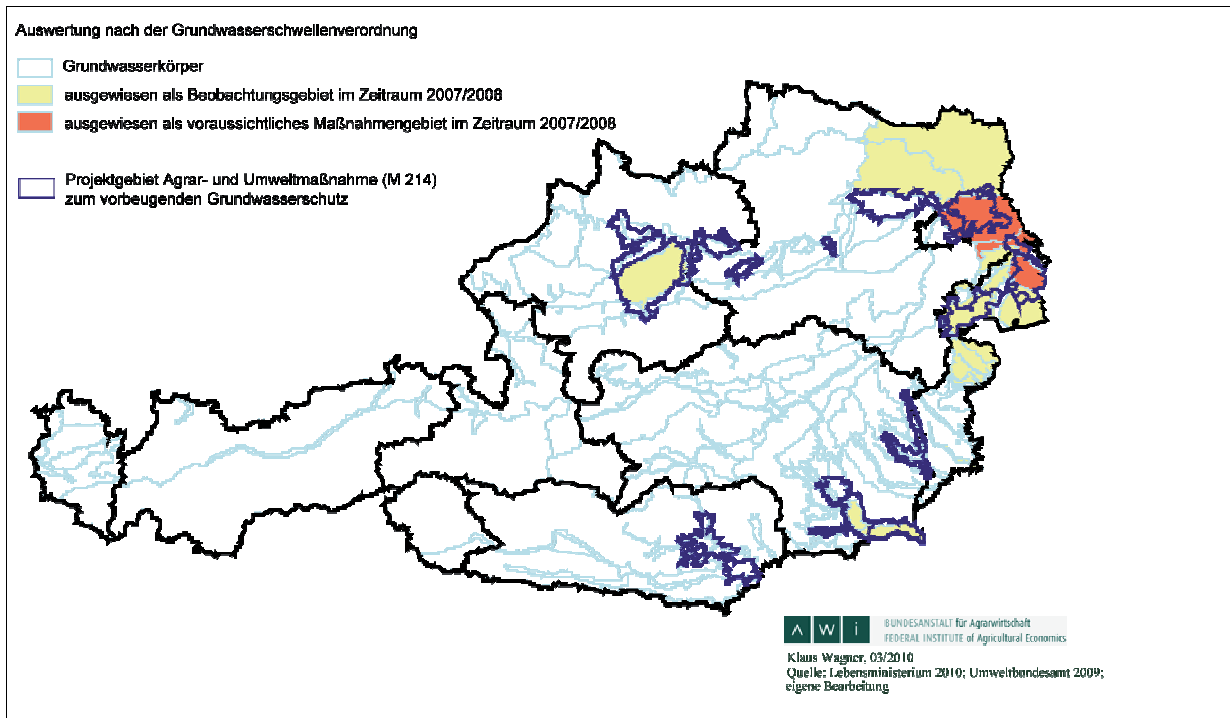 Auswertung nach der Grundwasserschwellenverordnung
Grundwasserkörper
ausgewiesen als Beobachtungsgebiet im Zeitraum 2007/2008
ausgewiesen als voraussichtliches Maßnahmengebiet im Zeitraum 2007/2008
Projektgebiet Agrar- und Umweltmaßnahme (M 214)
zum vorbeugenden Grundwasserschutz
AWi BUNDESANSTALT für Agrarwirtschaft
FEDERAL INSTITUTE of Agricultural Economics
Klaus Wagner, 03/2010
Quelle: Lebensministerium 2010; Umweltbundesamt 2009;
eigene Bearbeitung